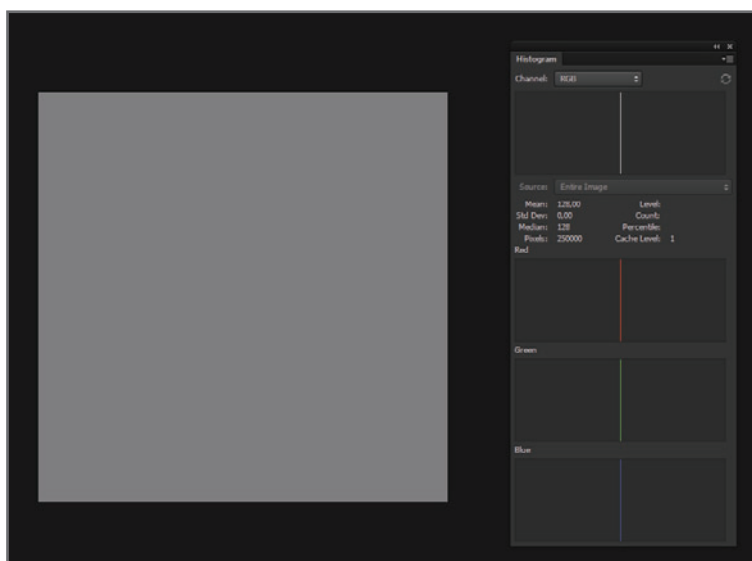 Histogram
Channel: RGB
Source: Entire Image
Mean: 128,00 Level:
Std Dev: 0,00 Count:
Median: 128 Percentile:
Pixels: 250000 Cache Level: 1
Red
Green
Blue